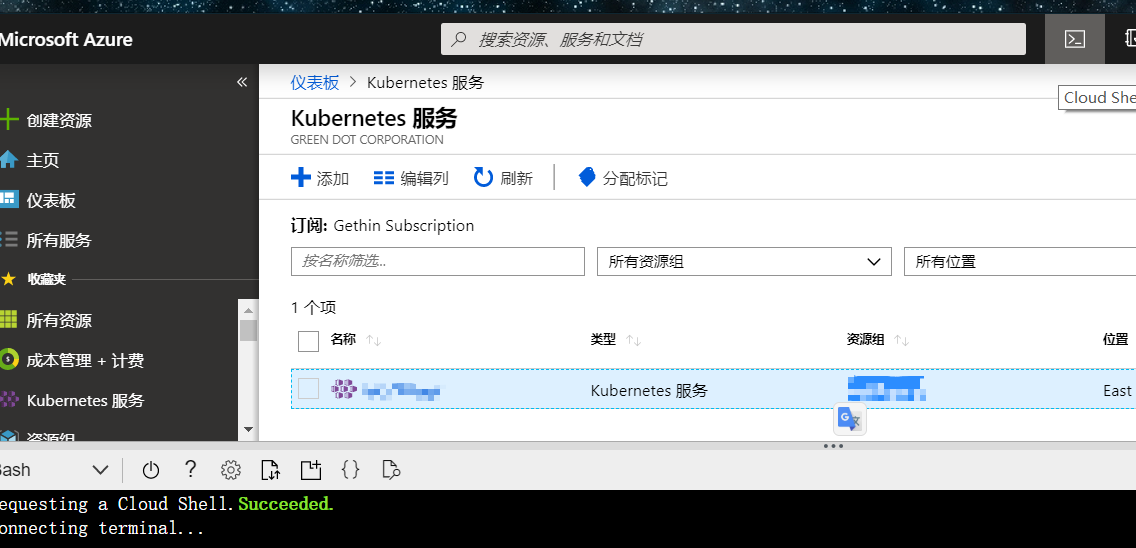 Microsoft Azure
搜索资源、服务和文档
Cloud She
创建资源
主页
仪表板
所有服务
收藏夹
所有资源
成本管理 + 计费
Kubernetes 服务
资源组
仪表板 > Kubernetes 服务
Kubernetes 服务
GREEN DOT CORPORATION
添加 编辑列 刷新 分配标记
订阅: Gethin Subscription
按名称筛选... 所有资源组 所有位置
1 个项
名称 类型 资源组 位置
Kubernetes 服务 East
ash
equesting a Cloud Shell.Succeeded.
onnecting terminal...